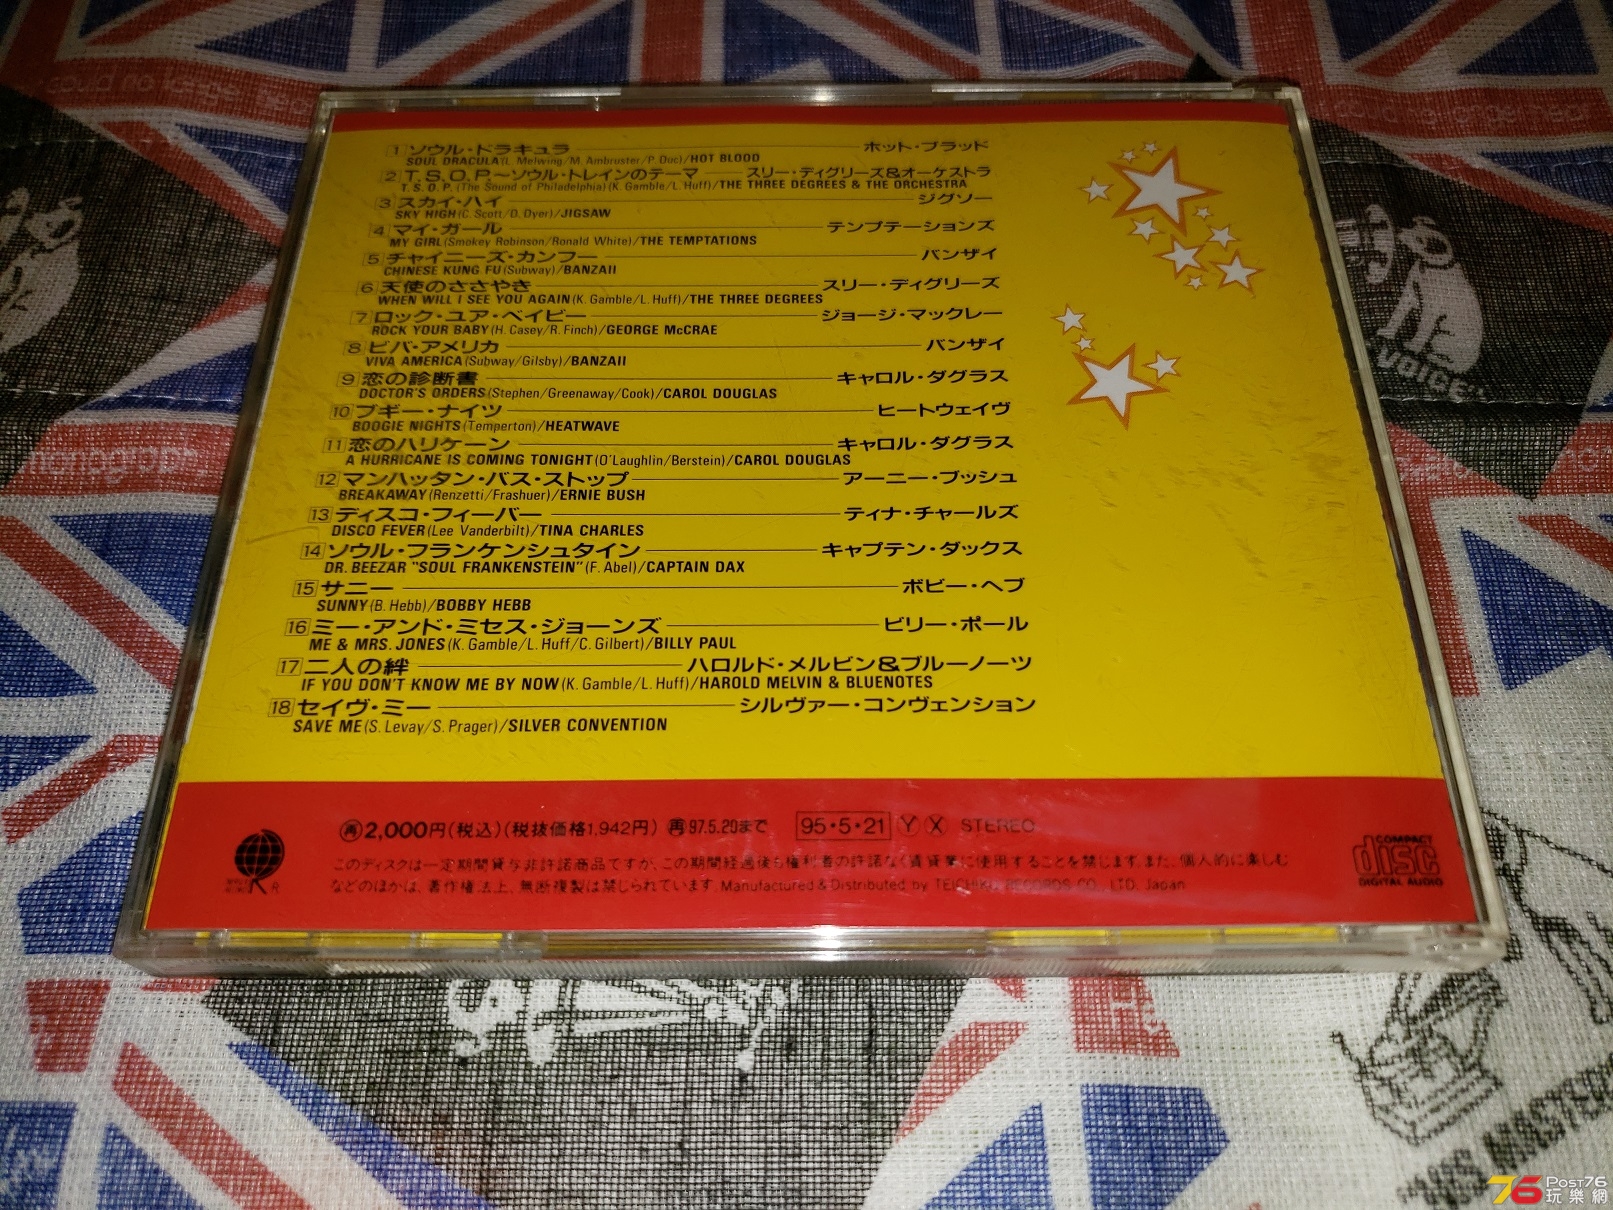 1 ソウル・ドラキュラ ホット・ブラッド
SOUL DRACULA (L. Melwing/M. Ambruster/P. Duc)/HOT BLOOD
2 T.S.O.P.～ソウル・トレインのテーマ スリー・ディグリーズ&オーケストラ
T.S.O.P. (The Sound of Philadelphia) (K. Gamble/L. Huff)/THE THREE DEGREES & THE ORCHESTRA
3 スカイ・ハイ ジグソー
SKY HIGH (C. Scott/D. Dyer)/JIGSAW
4 マイ・ガール テンプテーションズ
MY GIRL (Smokey Robinson/Ronald White)/THE TEMPTATIONS
5 チャイニーズ・カンフー バンザイ
CHINESE KUNG FU (Subway)/BANZAII
6 天使のささやき スリー・ディグリーズ
WHEN WILL I SEE YOU AGAIN (K. Gamble/L. Huff)/THE THREE DEGREES
7 ロック・ユア・ベイビー ジョージ・マックレー
ROCK YOUR BABY (H. Casey/R. Finch)/GEORGE McCRAE
8 ビバ・アメリカ バンザイ
VIVA AMERICA (Subway/Gilsby)/BANZAII
9 恋の診断書 キャロル・ダグラス
DOCTOR'S ORDERS (Stephen/Greenaway/Cook)/CAROL DOUGLAS
10 ブギー・ナイツ ヒートウェイヴ
BOOGIE NIGHTS (Temperton)/HEATWAVE
11 恋のハリケーン キャロル・ダグラス
A HURRICANE IS COMING TONIGHT (O'Laughlin/Berstein)/CAROL DOUGLAS
12 マンハッタン・バス・ストップ アーニー・ブッシュ
BREAKAWAY (Renzetti/Frashuer)/ERNIE BUSH
13 ディスコ・フィーバー ティナ・チャールズ
DISCO FEVER (Lee Vanderbilt)/TINA CHARLES
14 ソウル・フランケンシュタイン キャプテン・ダックス
DR. BEEZAR "SOUL FRANKENSTEIN" (F. Abel)/CAPTAIN DAX
15 サニー ボビー・ヘブ
SUNNY (B. Hebb)/BOBBY HEBB
16 ミー・アンド・ミセス・ジョーンズ ビリー・ポール
ME & MRS. JONES (K. Gamble/L. Huff/C. Gilbert)/BILLY PAUL
17 二人の絆 ハロルド・メルビン&ブルーノーツ
IF YOU DON'T KNOW ME BY NOW (K. Gamble/L. Huff)/HAROLD MELVIN & BLUENOTES
18 セイヴ・ミー シルヴァー・コンヴェンション
SAVE ME (S. Levay/S. Prager)/SILVER CONVENTION
再 2,000円(税込)(税抜価格1,942円) 再 97.5.20まで 95・5・21 Y X STEREO
このディスクは一定期間貸与非許諾商品ですが、この期間経過後も権利者の許諾なく賃貸業に使用することを禁じます。また、個人的に楽しむ
などのほかは、著作権法上、無断複製は禁じられています。Manufactured & Distributed by TEICHIKU RECORDS CO., LTD. Japan
COMPACT
disc
DIGITAL AUDIO
VOICE"
"HIS MASTER
76 Post76
玩樂網